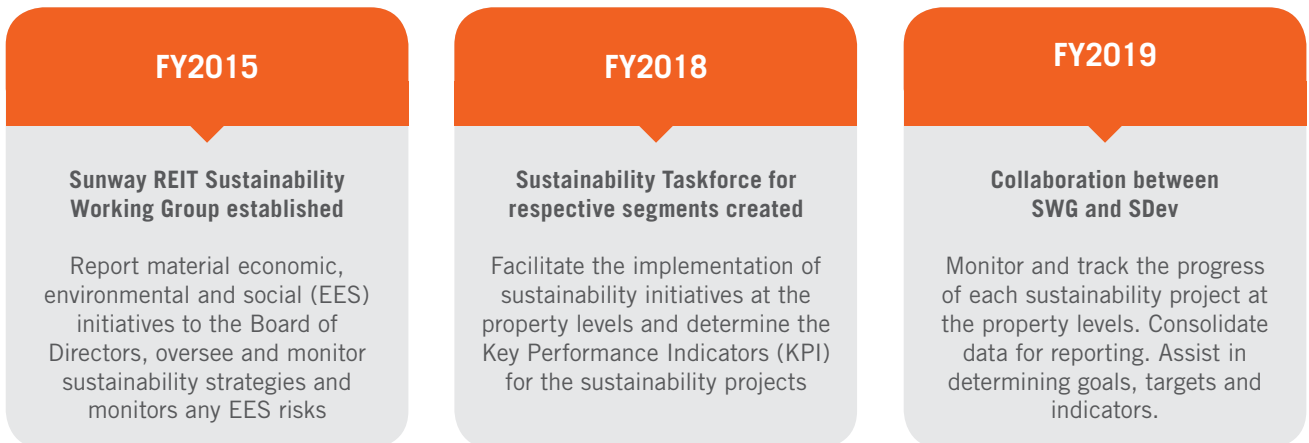 FY2015
Sunway REIT Sustainability
Working Group established
Report material economic,
environmental and social (EES)
initiatives to the Board of
Directors, oversee and monitor
sustainability strategies and
monitors any EES risks
FY2018
Sustainability Taskforce for
respective segments created
Facilitate the implementation of
sustainability initiatives at the
property levels and determine the
Key Performance Indicators (KPI)
for the sustainability projects
FY2019
Collaboration between
SWG and SDev
Monitor and track the progress
of each sustainability project at
the property levels. Consolidate
data for reporting. Assist in
determining goals, targets and
indicators.